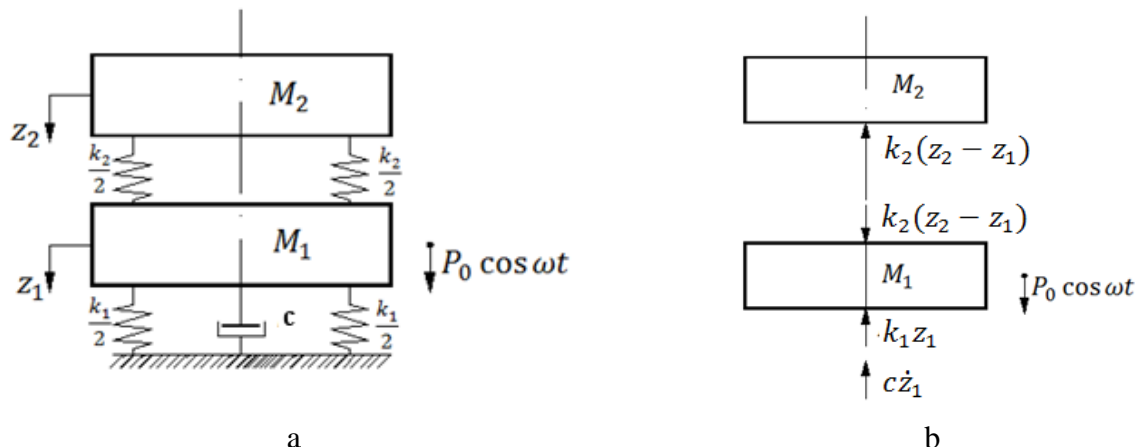 M₂
z₂
k₂/2
k₂/2
M₁
z₁
P₀ cos ωt
k₁/2
c
k₁/2
a
M₂
k₂(z₂ − z₁)
k₂(z₂ − z₁)
M₁
P₀ cos ωt
k₁z₁
cż₁
b